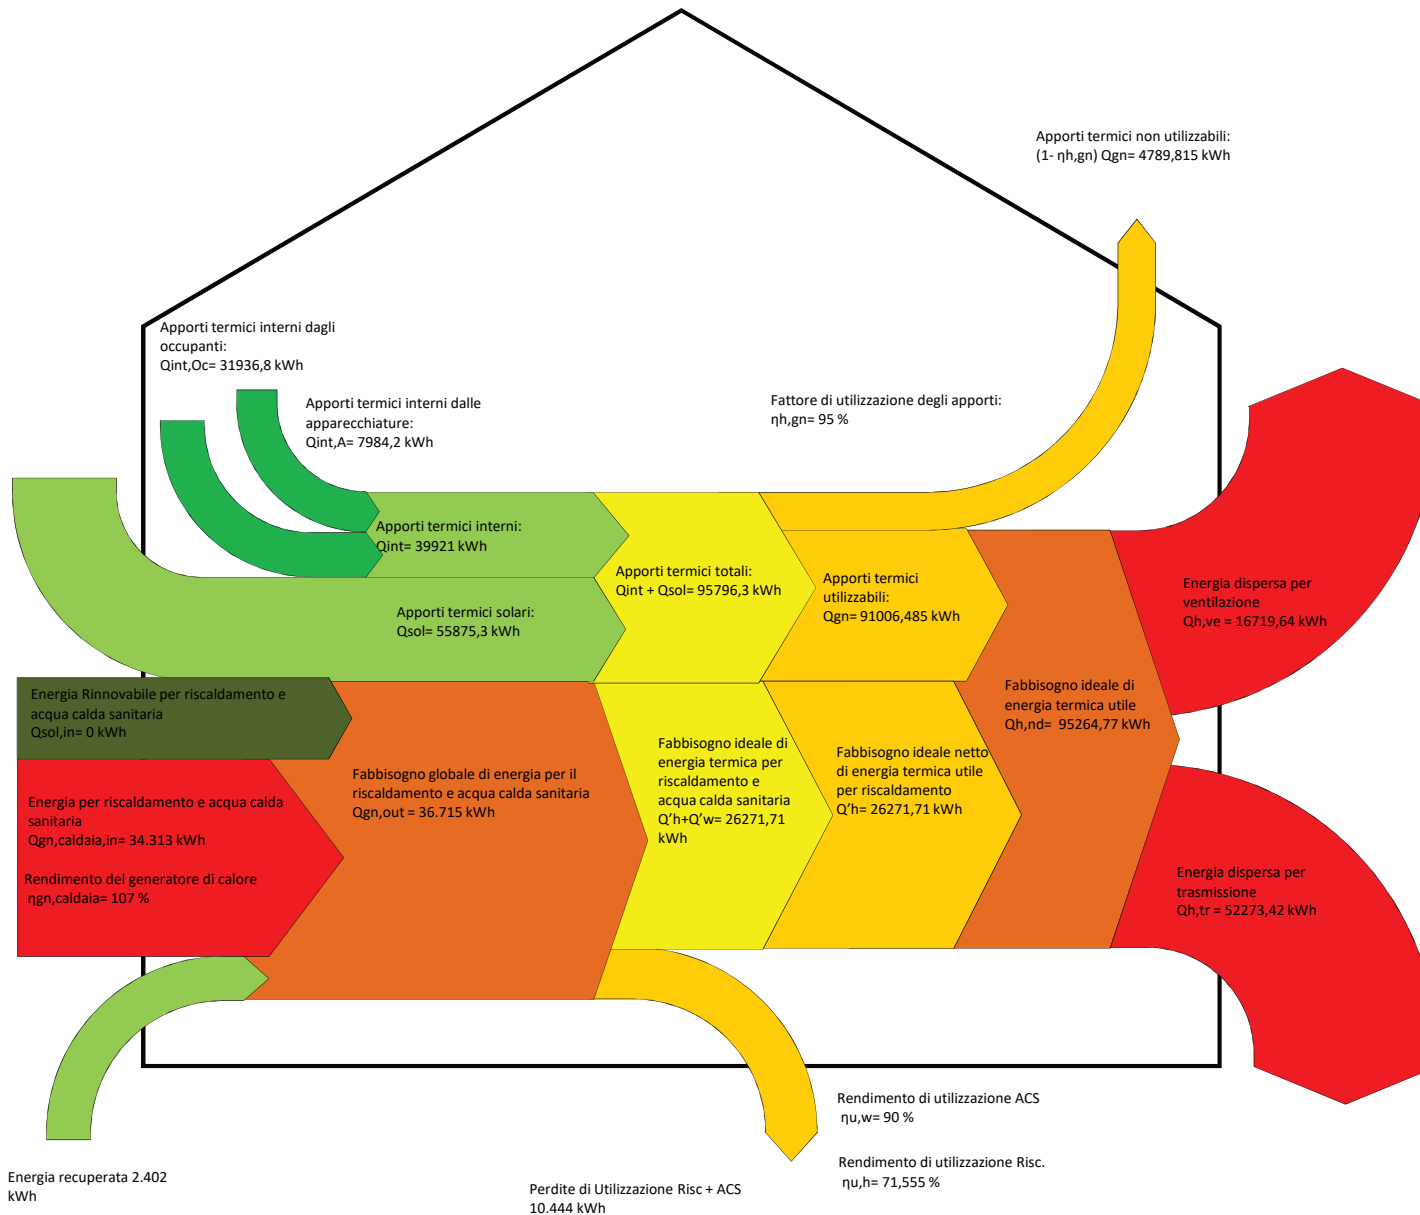 Apporti termici non utilizzabili:
(1- ηh,gn) Qgn= 4789,815 kWh
Apporti termici interni dagli
occupanti:
Qint,Oc= 31936,8 kWh
Apporti termici interni dalle
apparecchiature:
Qint,A= 7984,2 kWh
Fattore di utilizzazione degli apporti:
ηh,gn= 95 %
Apporti termici interni:
Qint= 39921 kWh
Apporti termici solari:
Qsol= 55875,3 kWh
Apporti termici totali:
Qint + Qsol= 95796,3 kWh
Apporti termici
utilizzabili:
Qgn= 91006,485 kWh
Energia dispersa per
ventilazione
Qh,ve = 16719,64 kWh
Energia Rinnovabile per riscaldamento e
acqua calda sanitaria
Qsol,in= 0 kWh
Energia per riscaldamento e acqua calda
sanitaria
Qgn,caldaia,in= 34.313 kWh
Rendimento del generatore di calore
ηgn,caldaia= 107 %
Fabbisogno globale di energia per il
riscaldamento e acqua calda sanitaria
Qgn,out = 36.715 kWh
Fabbisogno ideale di
energia termica per
riscaldamento e
acqua calda sanitaria
Q’h+Q’w= 26271,71
kWh
Fabbisogno ideale netto
di energia termica utile
per riscaldamento
Q’h= 26271,71 kWh
Fabbisogno ideale di
energia termica utile
Qh,nd=  95264,77 kWh
Energia dispersa per
trasmissione
Qh,tr = 52273,42 kWh
Energia recuperata 2.402
kWh
Perdite di Utilizzazione Risc + ACS
10.444 kWh
Rendimento di utilizzazione ACS
ηu,w= 90 %
Rendimento di utilizzazione Risc.
ηu,h= 71,555 %